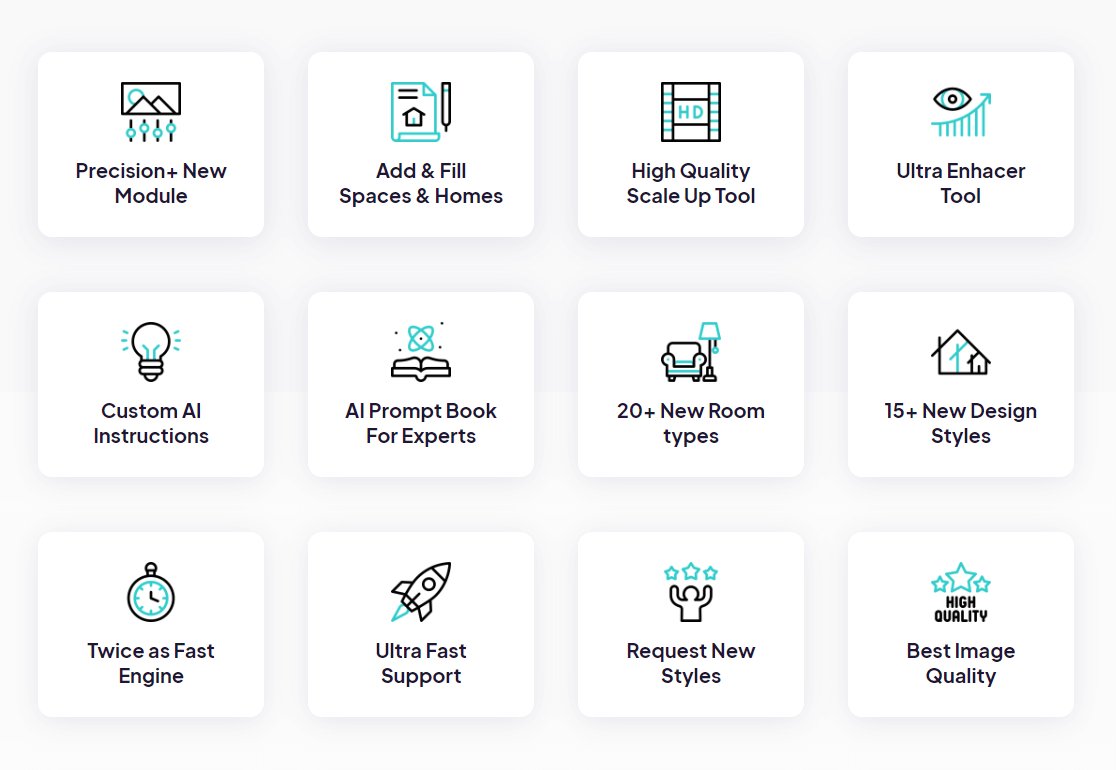 HD
Precision+ New
Module
Add & Fill
Spaces & Homes
High Quality
Scale Up Tool
Ultra Enhacer
Tool
Custom AI
Instructions
AI Prompt Book
For Experts
20+ New Room
types
15+ New Design
Styles
Twice as Fast
Engine
Ultra Fast
Support
Request New
Styles
HIGH
QUALITY
Best Image
Quality